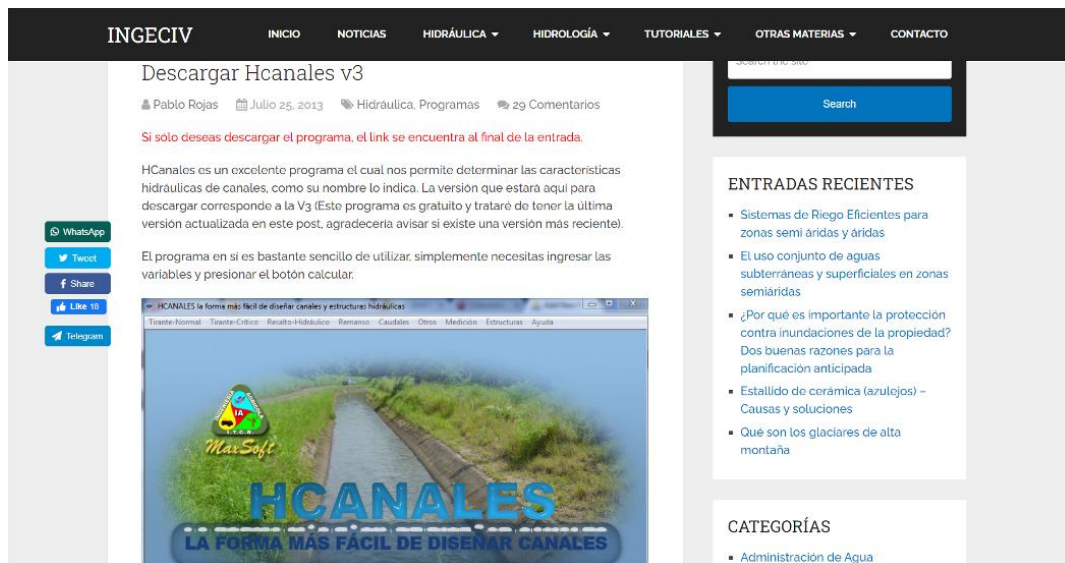 INGECIV
INICIO
NOTICIAS
HIDRÁULICA
HIDROLOGÍA
TUTORIALES
OTRAS MATERIAS
CONTACTO
Descargar Hcanales v3
Pablo Rojas Julio 25, 2013 Hidráulica, Programas 29 Comentarios
Si sólo deseas descargar el programa, el link se encuentra al final de la entrada.
HCanales es un excelente programa el cual nos permite determinar las características
hidráulicas de canales, como su nombre lo indica. La versión que estará aquí para
descargar corresponde a la V3 (Este programa es gratuito y trataré de tener la última
versión actualizada en este post, agradecería avisar si existe una versión más reciente).
El programa en sí es bastante sencillo de utilizar, simplemente necesitas ingresar las
variables y presionar el botón calcular.
WhatsApp
Tweet
Share
Like 18
Telegram
HCANALES la forma más fácil de diseñar canales y estructuras hidráulicas
Tirante-Normal Tirante-Crítico Resalto-Hidráulico Remanso Caudales Otros Medición Estructuras Ayuda
IA
I.T.C.R.
MaxSoft
HCANALES
LA FORMA MÁS FÁCIL DE DISEÑAR CANALES
Search the site
Search
ENTRADAS RECIENTES
Sistemas de Riego Eficientes para
zonas semi áridas y áridas
El uso conjunto de aguas
subterráneas y superficiales en zonas
semiáridas
¿Por qué es importante la protección
contra inundaciones de la propiedad?
Dos buenas razones para la
planificación anticipada
Estallido de cerámica (azulejos) –
Causas y soluciones
Qué son los glaciares de alta
montaña
CATEGORÍAS
Administración de Agua